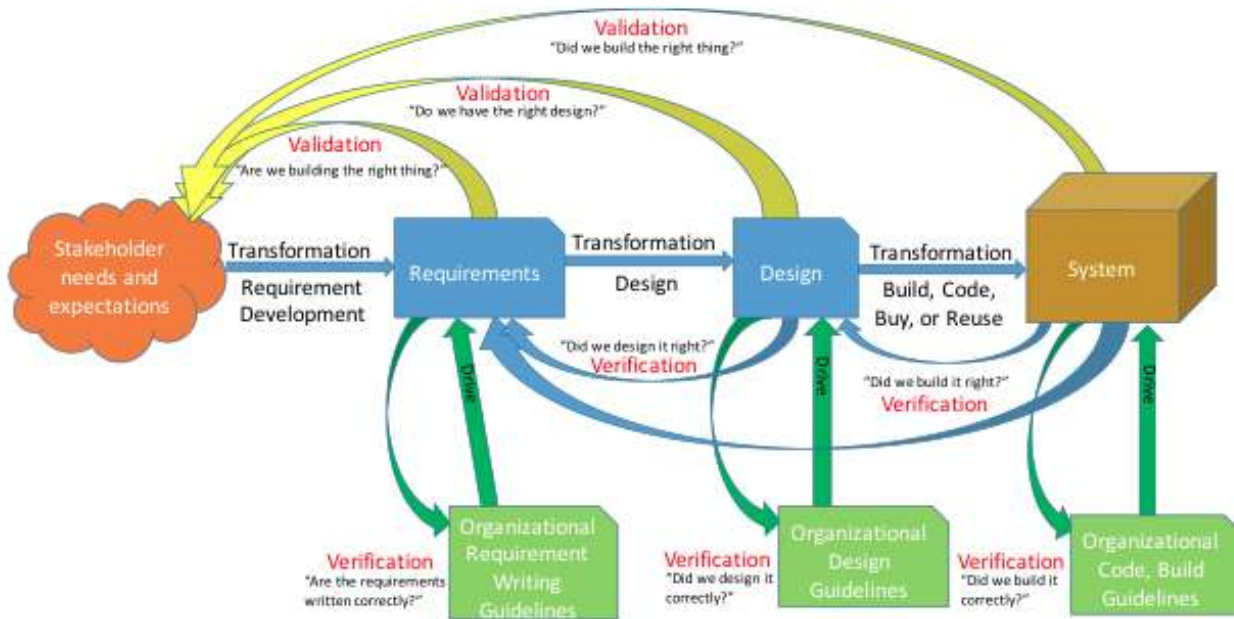 Validation
"Did we build the right thing?"
Validation
"Do we have the right design?"
Validation
"Are we building the right thing?"
Stakeholder
needs and
expectations
Transformation
Requirement
Development
Requirements
Transformation
Design
Design
Transformation
Build, Code,
Buy, or Reuse
System
"Did we design it right?"
Verification
"Did we build it right?"
Verification
Drive
Drive
Drive
Verification
"Are the requirements
written correctly?"
Organizational
Requirement
Writing
Guidelines
Verification
"Did we design it
correctly?"
Organizational
Design
Guidelines
Verification
"Did we build it
correctly?"
Organizational
Code, Build
Guidelines